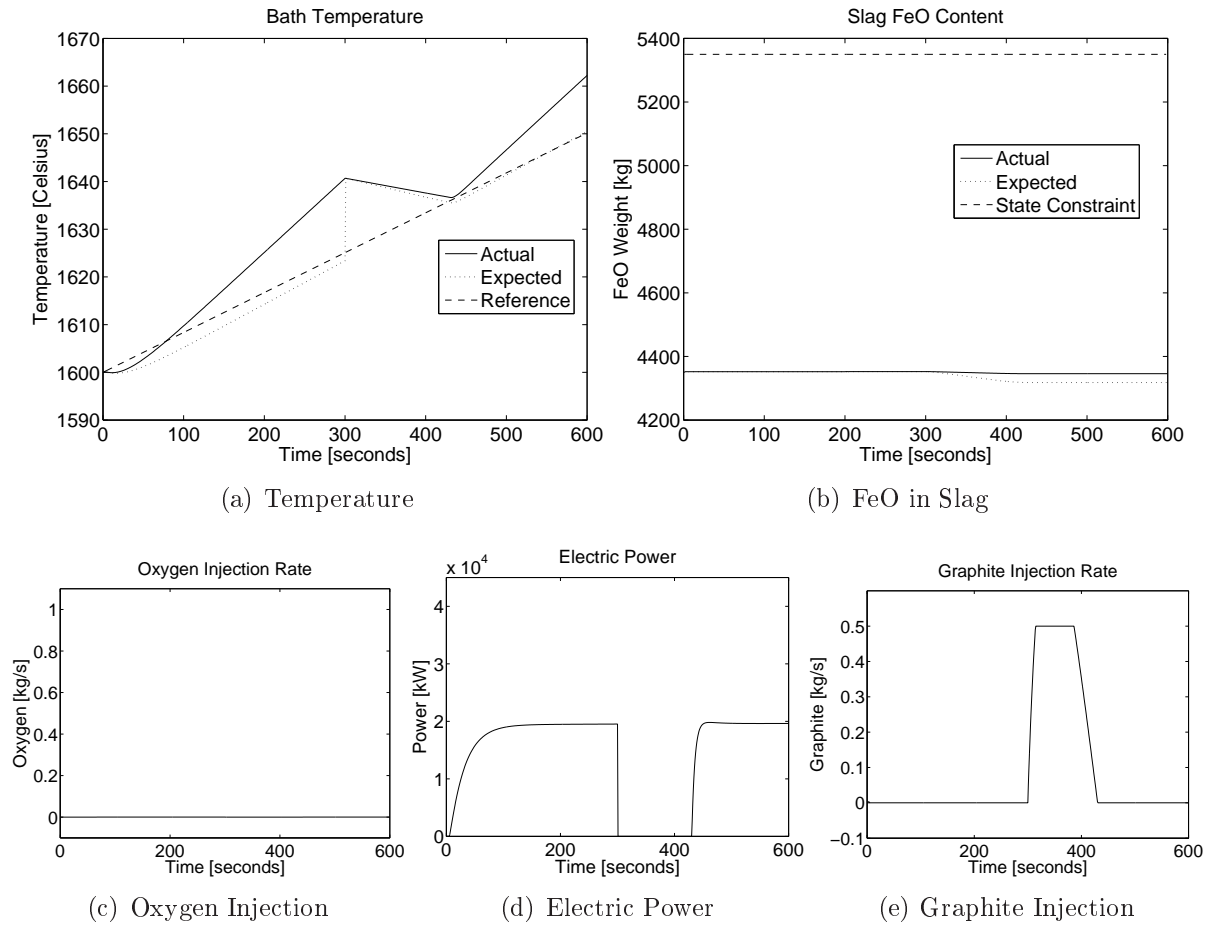 Bath Temperature
1670
1660
1650
1640
1630
1620
1610
1600
1590
0 100 200 300 400 500 600
Temperature [Celsius]
Time [seconds]
Actual
Expected
Reference
(a) Temperature
Slag FeO Content
5400
5200
5000
4800
4600
4400
4200
0 100 200 300 400 500 600
FeO Weight [kg]
Time [seconds]
Actual
Expected
State Constraint
(b) FeO in Slag
Oxygen Injection Rate
1
0.8
0.6
0.4
0.2
0
0 200 400 600
Oxygen [kg/s]
Time [seconds]
(c) Oxygen Injection
Electric Power
x 10^4
4
3
2
1
0
0 200 400 600
Power [kW]
Time [seconds]
(d) Electric Power
Graphite Injection Rate
0.5
0.4
0.3
0.2
0.1
0
−0.1
0 200 400 600
Graphite [kg/s]
Time [seconds]
(e) Graphite Injection